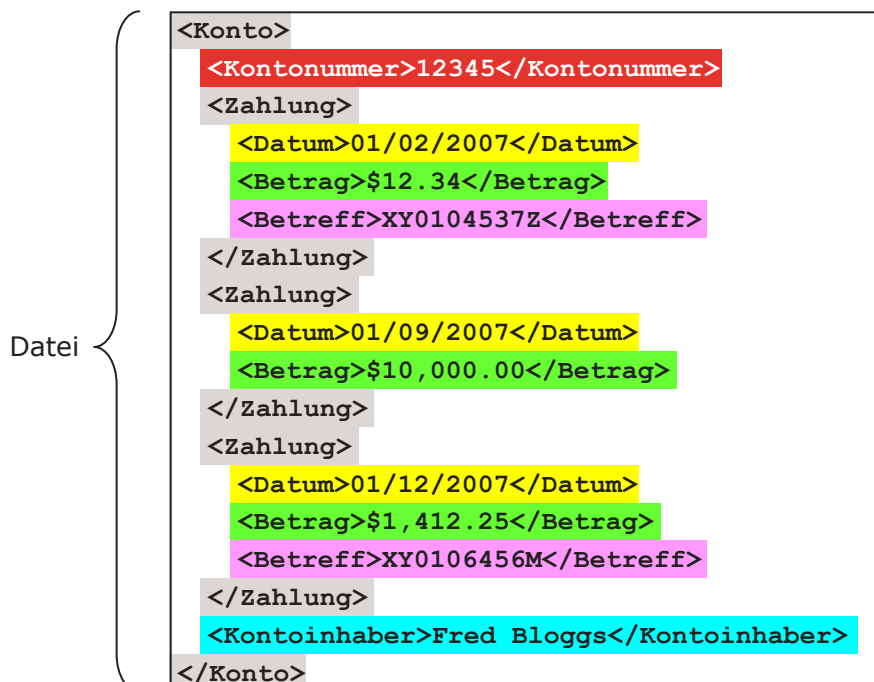 <Konto>
<Kontonummer>12345</Kontonummer>
<Zahlung>
<Datum>01/02/2007</Datum>
<Betrag>$12.34</Betrag>
<Betreff>XY0104537Z</Betreff>
</Zahlung>
<Zahlung>
<Datum>01/09/2007</Datum>
Datei
<Betrag>$10,000.00</Betrag>
</Zahlung>
<Zahlung>
<Datum>01/12/2007</Datum>
<Betrag>$1,412.25</Betrag>
<Betreff>XY0106456M</Betreff>
</Zahlung>
<Kontoinhaber>Fred Bloggs</Kontoinhaber>
</Konto>